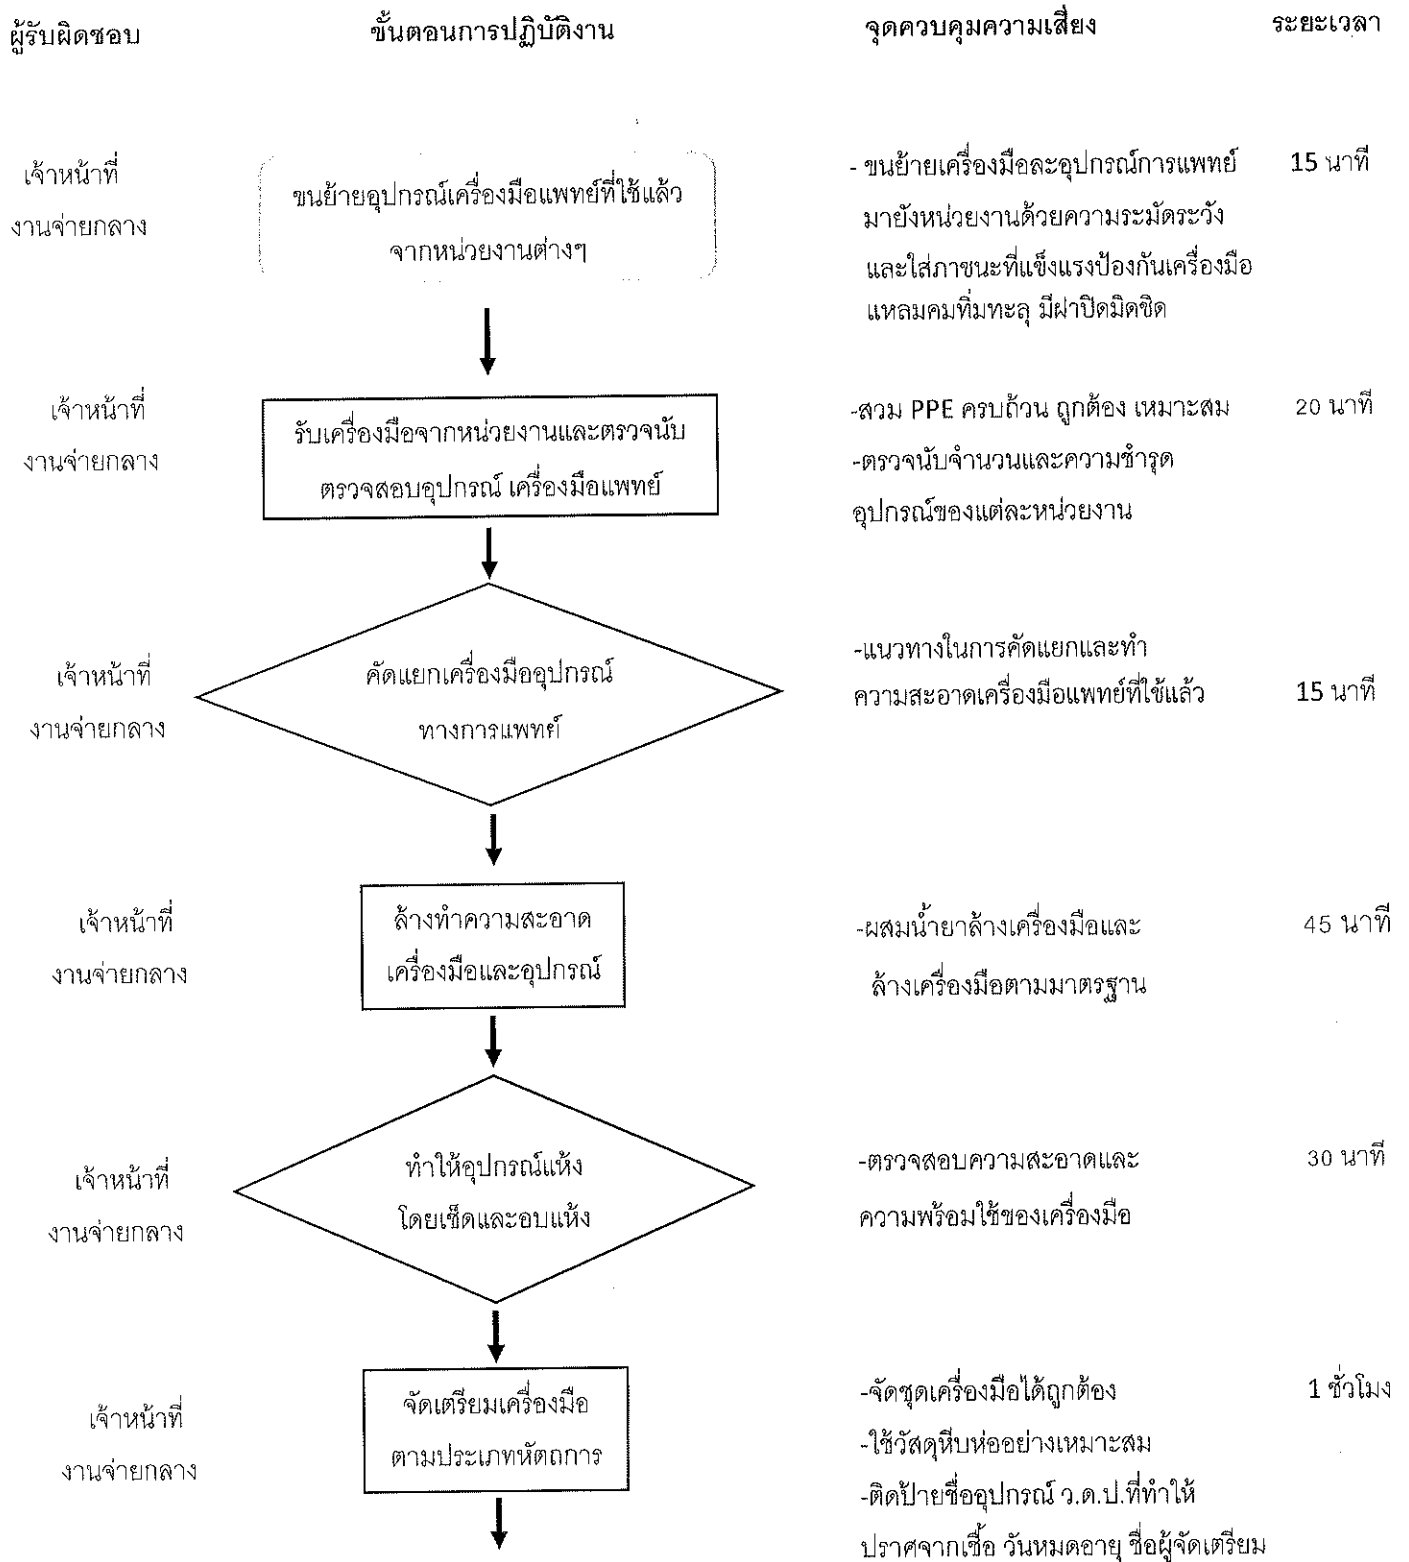 ผู้รับผิดชอบ ขั้นตอนการปฏิบัติงาน จุดควบคุมความเสี่ยง ระยะเวลา
เจ้าหน้าที่
งานจ่ายกลาง
ขนย้ายอุปกรณ์เครื่องมือแพทย์ที่ใช้แล้ว
จากหน่วยงานต่างๆ
- ขนย้ายเครื่องมือละอุปกรณ์การแพทย์
มายังหน่วยงานด้วยความระมัดระวัง
และใส่ภาชนะที่แข็งแรงป้องกันเครื่องมือ
แหลมคมทิ่มทะลุ มีฝาปิดมิดชิด
15 นาที
เจ้าหน้าที่
งานจ่ายกลาง
รับเครื่องมือจากหน่วยงานและตรวจนับ
ตรวจสอบอุปกรณ์ เครื่องมือแพทย์
-สวม PPE ครบถ้วน ถูกต้อง เหมาะสม
-ตรวจนับจำนวนและความชำรุด
อุปกรณ์ของแต่ละหน่วยงาน
20 นาที
เจ้าหน้าที่
งานจ่ายกลาง
คัดแยกเครื่องมืออุปกรณ์
ทางการแพทย์
-แนวทางในการคัดแยกและทำ
ความสะอาดเครื่องมือแพทย์ที่ใช้แล้ว
15 นาที
เจ้าหน้าที่
งานจ่ายกลาง
ล้างทำความสะอาด
เครื่องมือและอุปกรณ์
-ผสมน้ำยาล้างเครื่องมือและ
ล้างเครื่องมือตามมาตรฐาน
45 นาที
เจ้าหน้าที่
งานจ่ายกลาง
ทำให้อุปกรณ์แห้ง
โดยเช็ดและอบแห้ง
-ตรวจสอบความสะอาดและ
ความพร้อมใช้ของเครื่องมือ
30 นาที
เจ้าหน้าที่
งานจ่ายกลาง
จัดเตรียมเครื่องมือ
ตามประเภทหัตถการ
-จัดชุดเครื่องมือได้ถูกต้อง
-ใช้วัสดุหีบห่ออย่างเหมาะสม
-ติดป้ายชื่ออุปกรณ์ ว.ด.ป.ที่ทำให้
ปราศจากเชื้อ วันหมดอายุ ชื่อผู้จัดเตรียม
1 ชั่วโมง